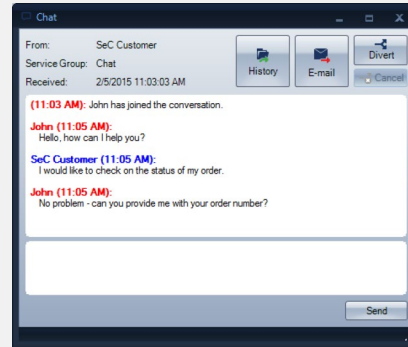 Chat
From: SeC Customer
Service Group: Chat
Received: 2/5/2015 11:03:03 AM
History
E-mail
Divert
Cancel
(11:03 AM): John has joined the conversation.
John (11:05 AM):
Hello, how can I help you?
SeC Customer (11:05 AM):
I would like to check on the status of my order.
John (11:05 AM):
No problem - can you provide me with your order number?
Send